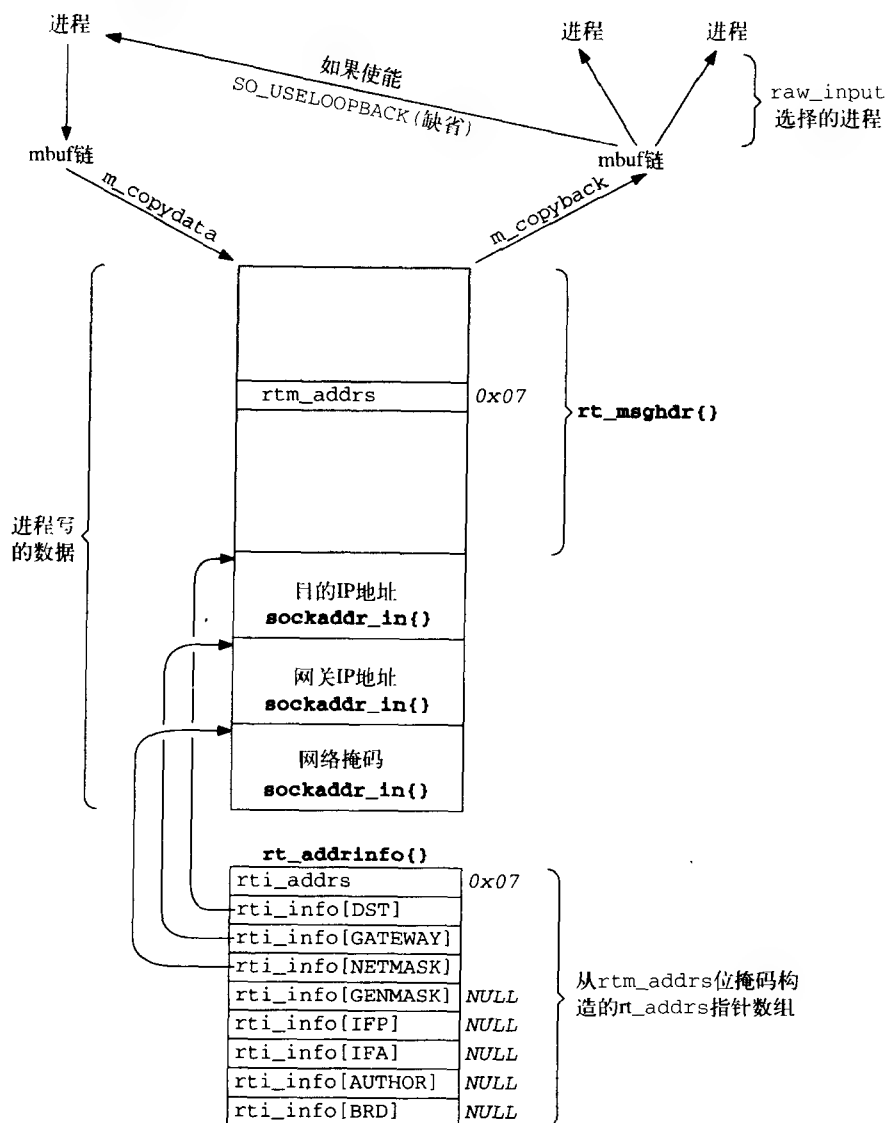 进程
进程
进程
如果使能
SO_USELOOPBACK(缺省)
raw_input
选择的进程
mbuf链
mbuf链
m_copydata
m_copyback
rtm_addrs
0x07
rt_msghdr{}
进程写
的数据
目的IP地址
sockaddr_in{}
网关IP地址
sockaddr_in{}
网络掩码
sockaddr_in{}
rt_addrinfo{}
rti_addrs
0x07
rti_info[DST]
rti_info[GATEWAY]
rti_info[NETMASK]
rti_info[GENMASK]
NULL
rti_info[IFP]
NULL
rti_info[IFA]
NULL
rti_info[AUTHOR]
NULL
rti_info[BRD]
NULL
从rtm_addrs位掩码构
造的rt_addrs指针数组